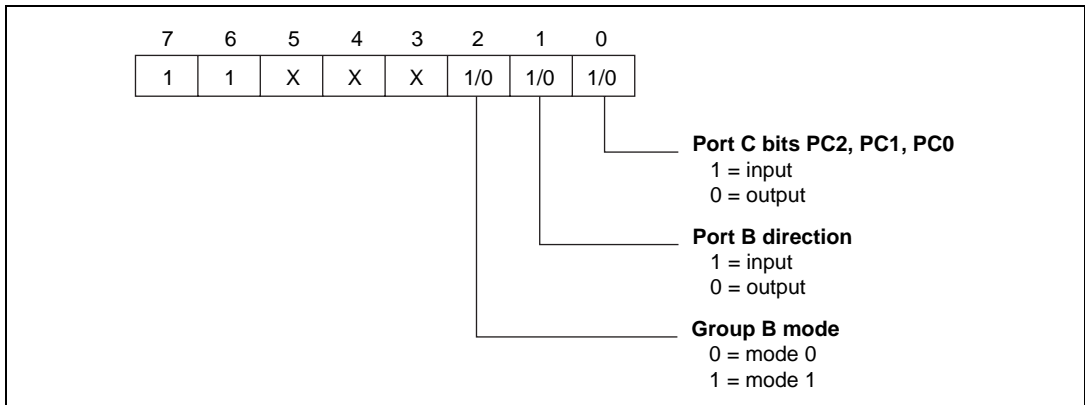 7 6 5 4 3 2 1 0
1 1 X X X 1/0 1/0 1/0
Port C bits PC2, PC1, PC0
1 = input
0 = output
Port B direction
1 = input
0 = output
Group B mode
0 = mode 0
1 = mode 1